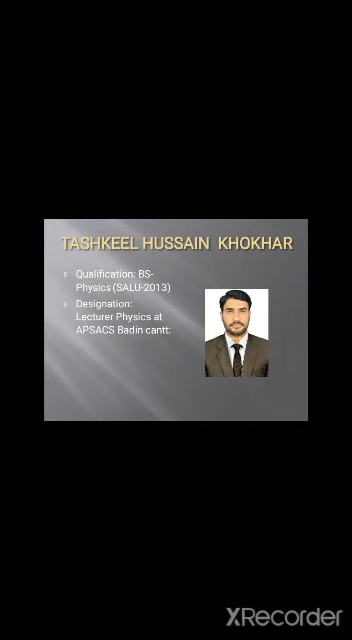 TASHKEEL HUSSAIN KHOKHAR
Qualification: BS-
Physics (SALU-2013)
Designation:
Lecturer Physics at
APSACS Badin cantt:
XRecorder